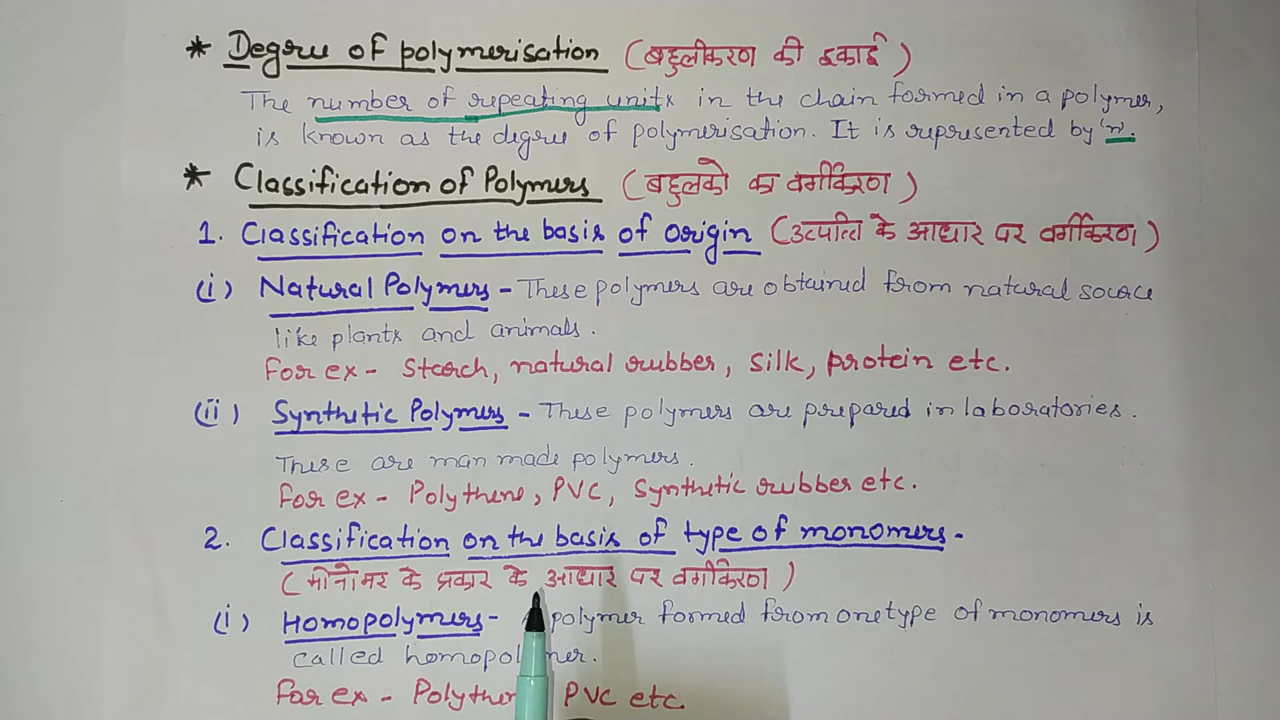 * Degree of polymerisation (बहुलीकरण की इकाई)
The number of repeating units in the chain formed in a polymer,
is known as the degree of polymerisation. It is represented by 'n'.
* Classification of Polymers (बहुलको का वर्गीकरण)
1. Classification on the basis of origin (उत्पत्ति के आधार पर वर्गीकरण)
(i) Natural Polymers - These polymers are obtained from natural source
like plants and animals.
For ex - Starch, natural rubber, silk, protein etc.
(ii) Synthetic Polymers - These polymers are prepared in laboratories.
These are man made polymers.
For ex - Polythene, PVC, Synthetic rubber etc.
2. Classification on the basis of type of monomers -
(मोनोमर के प्रकार के आधार पर वर्गीकरण)
(i) Homopolymers - polymer formed from one type of monomers is
called homopolymer.
For ex - Polythen PVC etc.